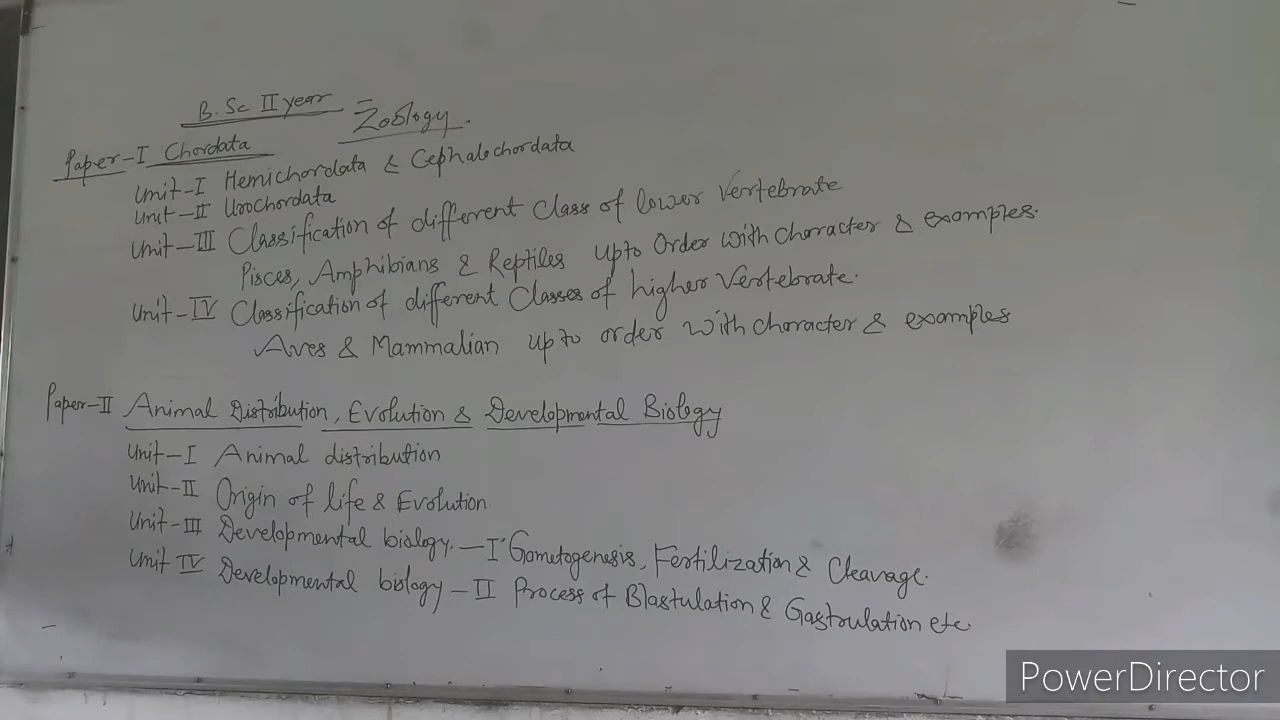 B.Sc II year
Zoology.
Paper-I Chordata
Unit-I Hemichordata & Cephalochordata
Unit-II Urochordata
Unit-III Classification of different Class of lower Vertebrate
Pisces, Amphibians & Reptiles upto Order with character & examples.
Unit-IV Classification of different Classes of higher Vertebrate.
Aves & Mammalian upto order with character & examples
Paper-II Animal Distribution, Evolution & Developmental Biology
Unit-I Animal distribution
Unit-II Origin of life & Evolution
Unit-III Developmental biology.-I Gametogenesis, Fertilization & Cleavage.
Unit IV Developmental biology-II Process of Blastulation & Gastrulation etc.
PowerDirector